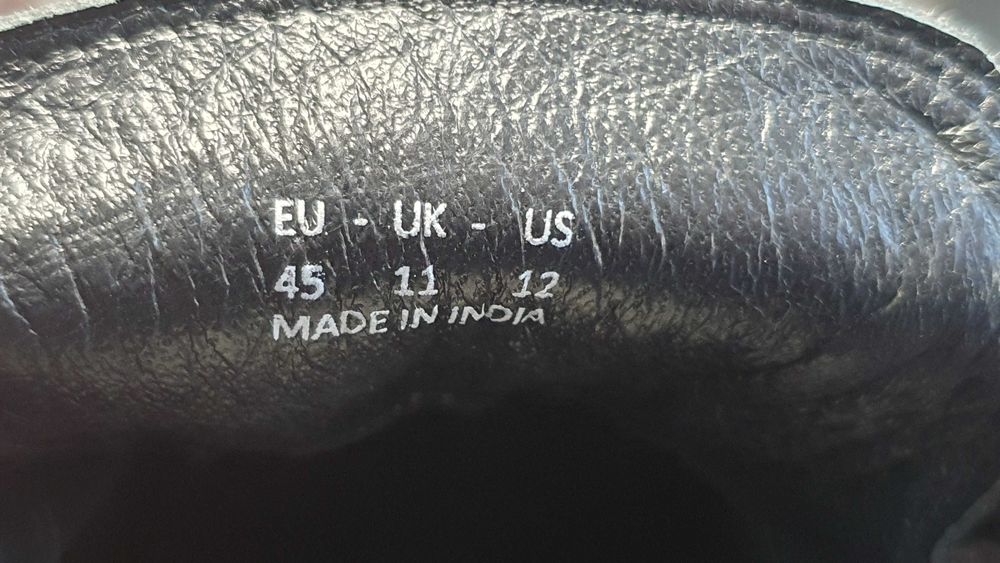 EU - UK - US
45 11 12
MADE IN INDIA